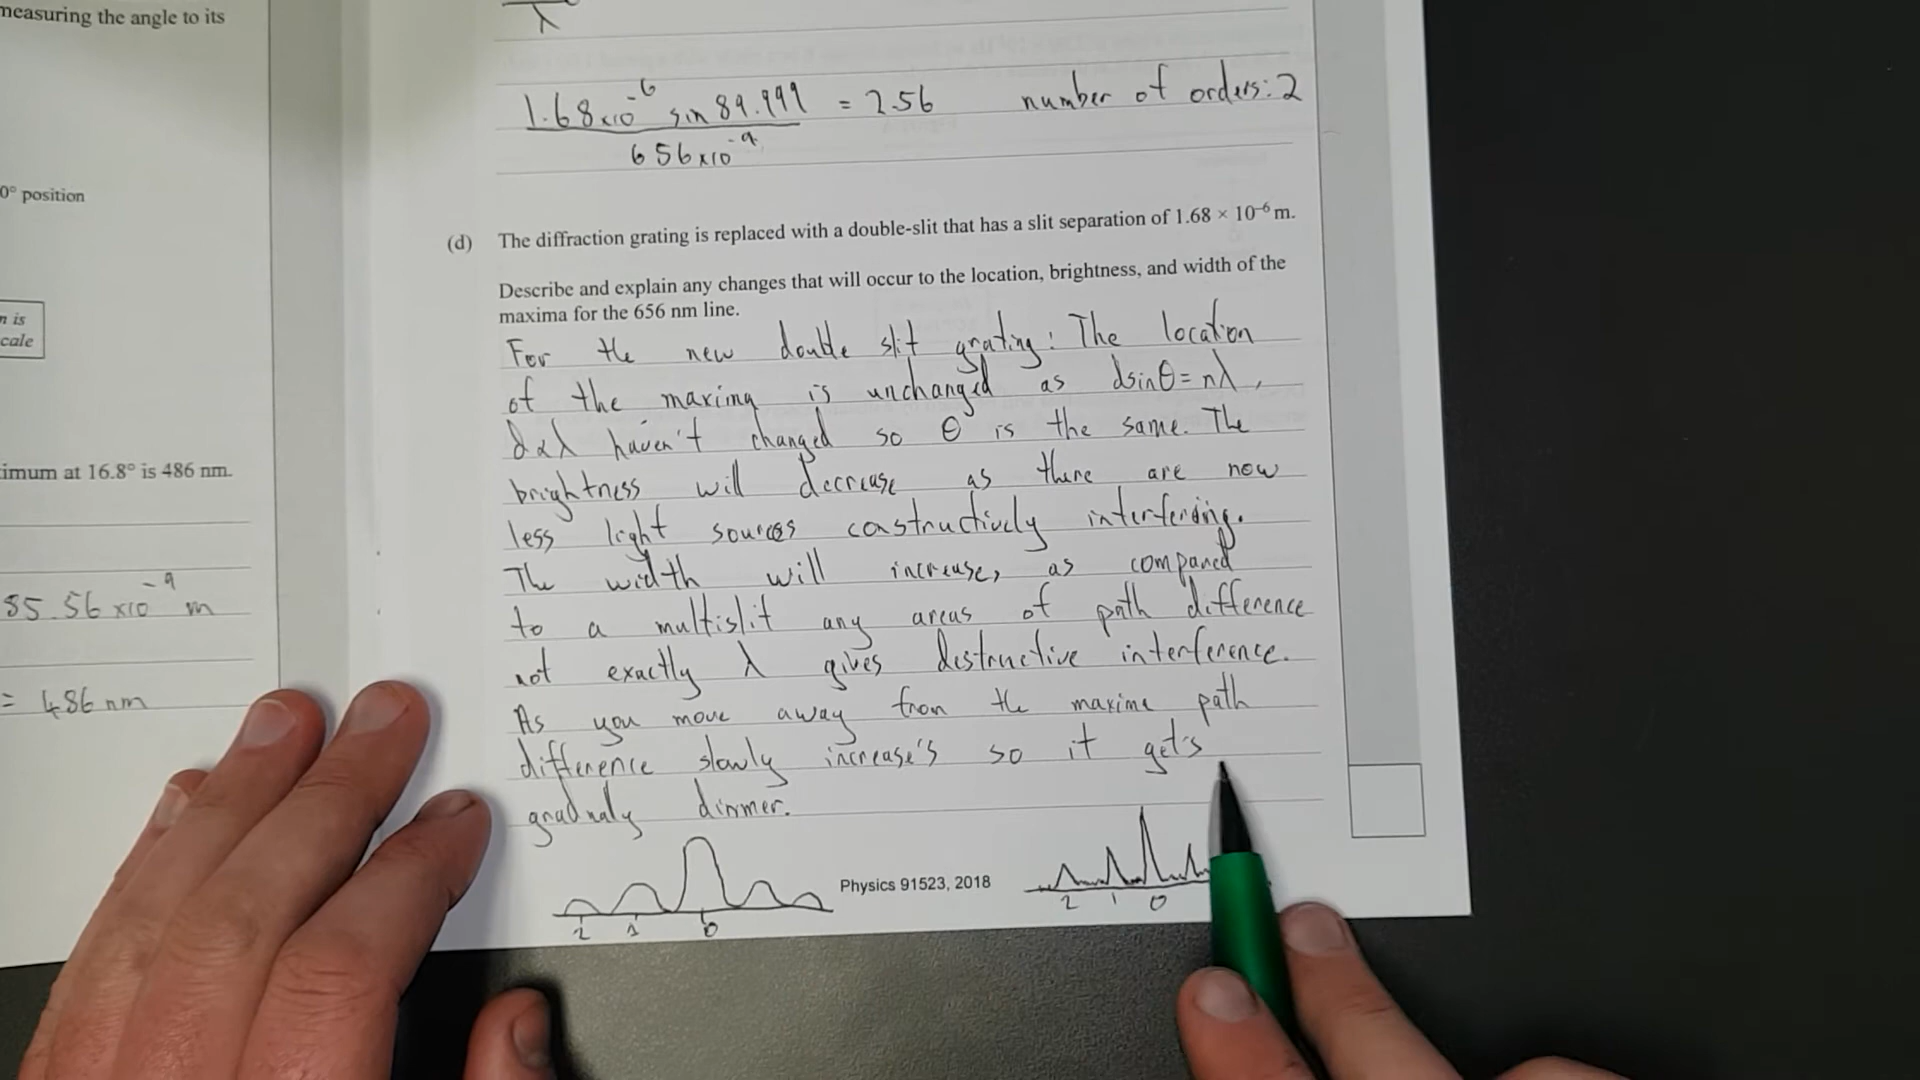 measuring the angle to its
0° position
n is
cale
imum at 16.8° is 486 nm.
85.56 x10⁻⁹ m
= 486 nm
λ
1.68x10⁻⁶ sin 89.999 = 2.56 number of orders: 2
656x10⁻⁹
(d) The diffraction grating is replaced with a double-slit that has a slit separation of 1.68 × 10⁻⁶ m.
Describe and explain any changes that will occur to the location, brightness, and width of the
maxima for the 656 nm line.
For the new double slit grating: The location
of the maxima is unchanged as dsinθ = nλ,
d & λ haven't changed so θ is the same. The
brightness will decrease as there are now
less light sources constructively interfering.
The width will increase, as compared
to a multislit any areas of path difference
not exactly λ gives destructive interference.
As you move away from the maxima path
difference slowly increase's so it get's
gradualy dimmer.
2 1 0
Physics 91523, 2018
2 1 0